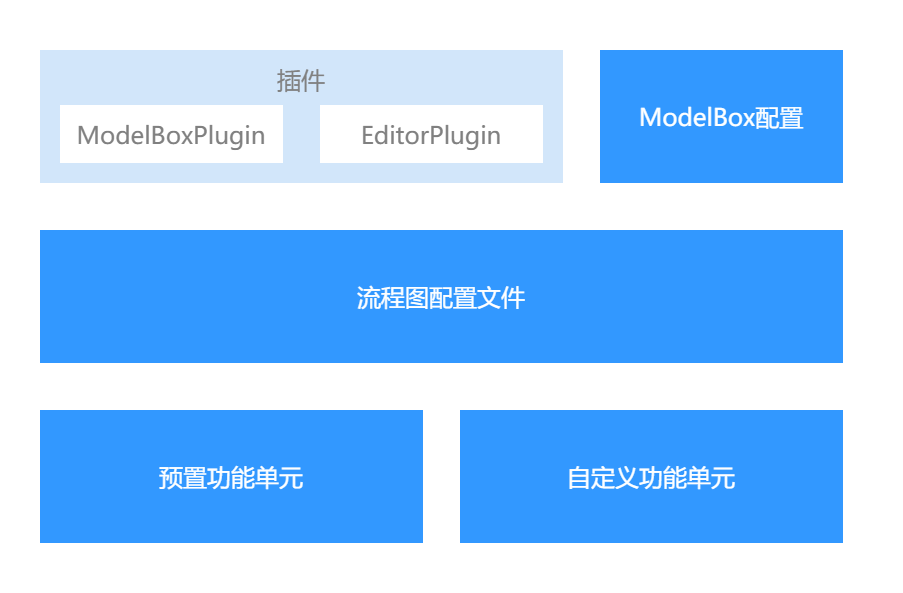 插件
ModelBoxPlugin
EditorPlugin
ModelBox配置
流程图配置文件
预置功能单元
自定义功能单元